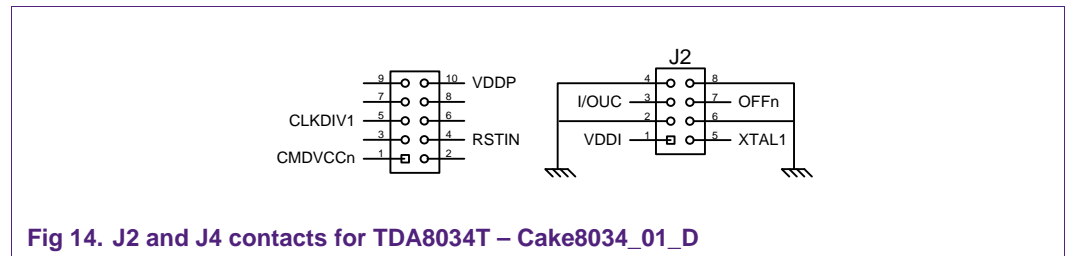 9 10 VDDP
7 8
CLKDIV1 5 6
3 4 RSTIN
CMDVCCn 1 2
J2
4 8
I/OUC 3 7 OFFn
2 6
VDDI 1 5 XTAL1
Fig 14. J2 and J4 contacts for TDA8034T – Cake8034_01_D